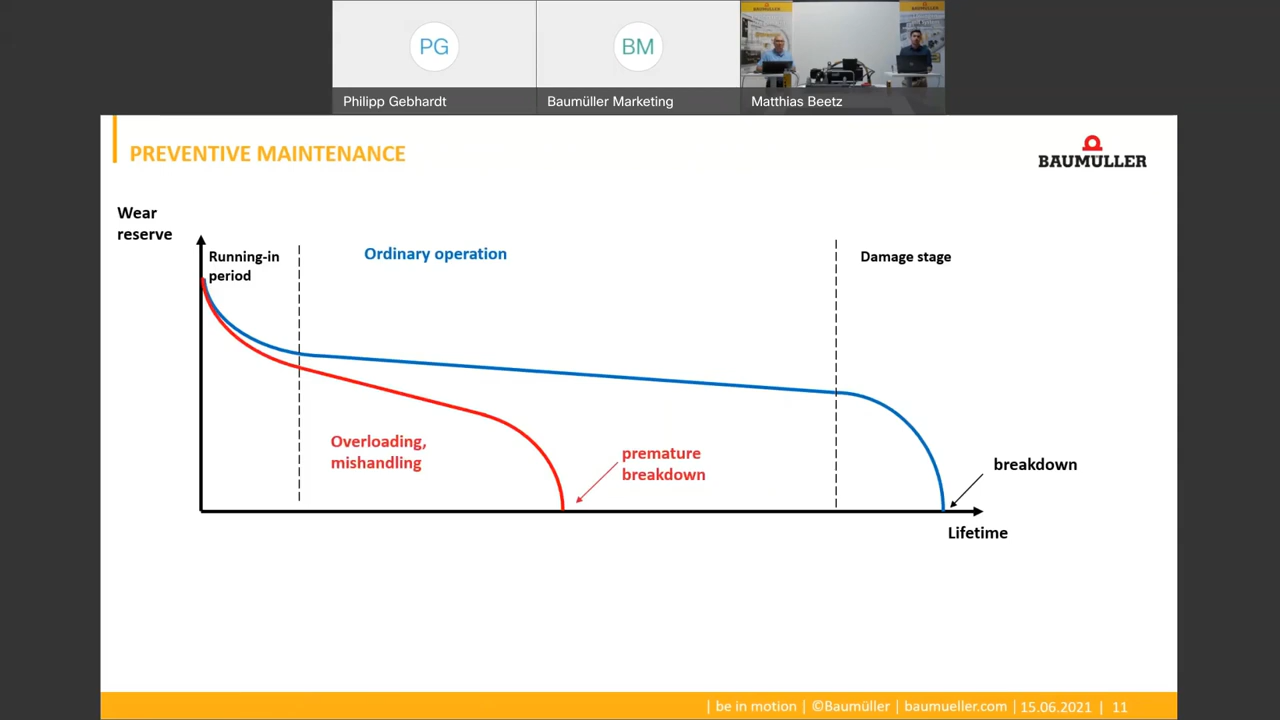 PG
BM
Philipp Gebhardt
Baumüller Marketing
Matthias Beetz
PREVENTIVE MAINTENANCE
BAUMÜLLER
Wear
reserve
Running-in
period
Ordinary operation
Damage stage
Overloading,
mishandling
premature
breakdown
breakdown
Lifetime
| be in motion | ©Baumüller | baumueller.com | 15.06.2021 | 11